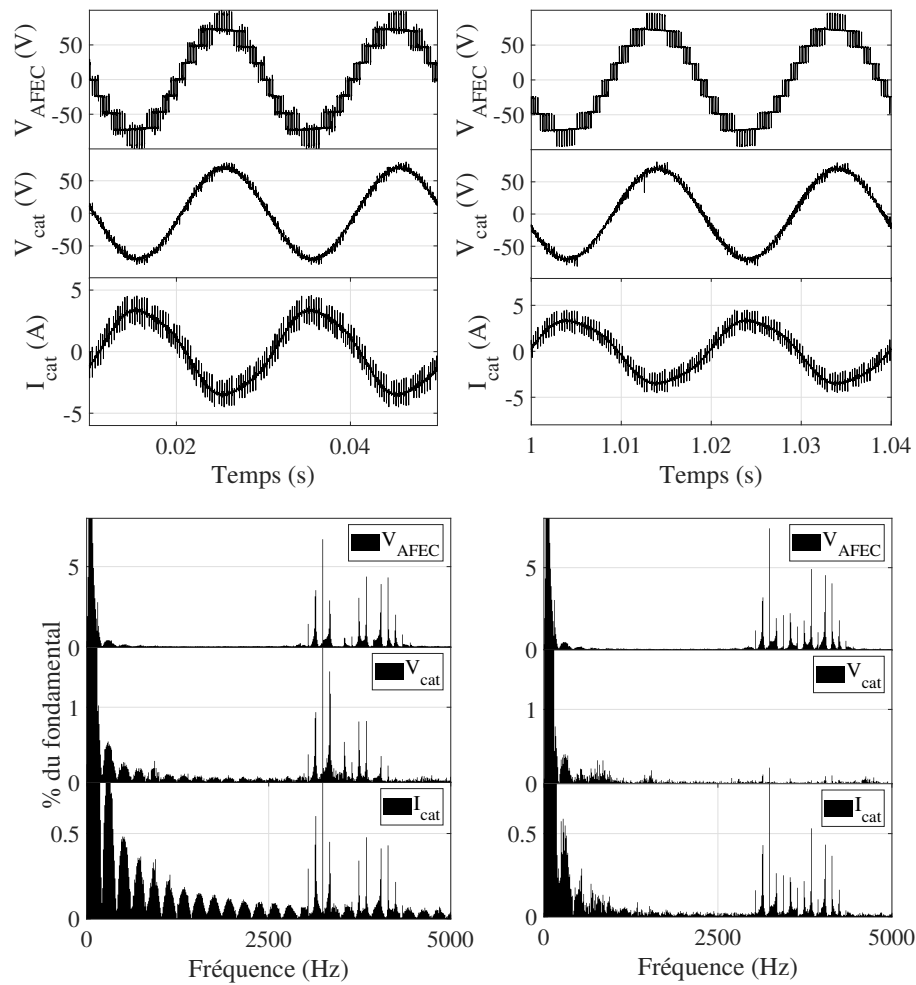 V_AFEC (V)
50
0
-50
V_cat (V)
50
0
-50
I_cat (A)
5
0
-5
0.02
0.04
Temps (s)
V_AFEC (V)
50
0
-50
V_cat (V)
50
0
-50
I_cat (A)
5
0
-5
1
1.01
1.02
1.03
1.04
Temps (s)
% du fondamental
5
0
V_AFEC
1
0
V_cat
0.5
0
I_cat
0
2500
5000
Fréquence (Hz)
5
0
V_AFEC
1
0
V_cat
0.5
0
I_cat
0
2500
5000
Fréquence (Hz)